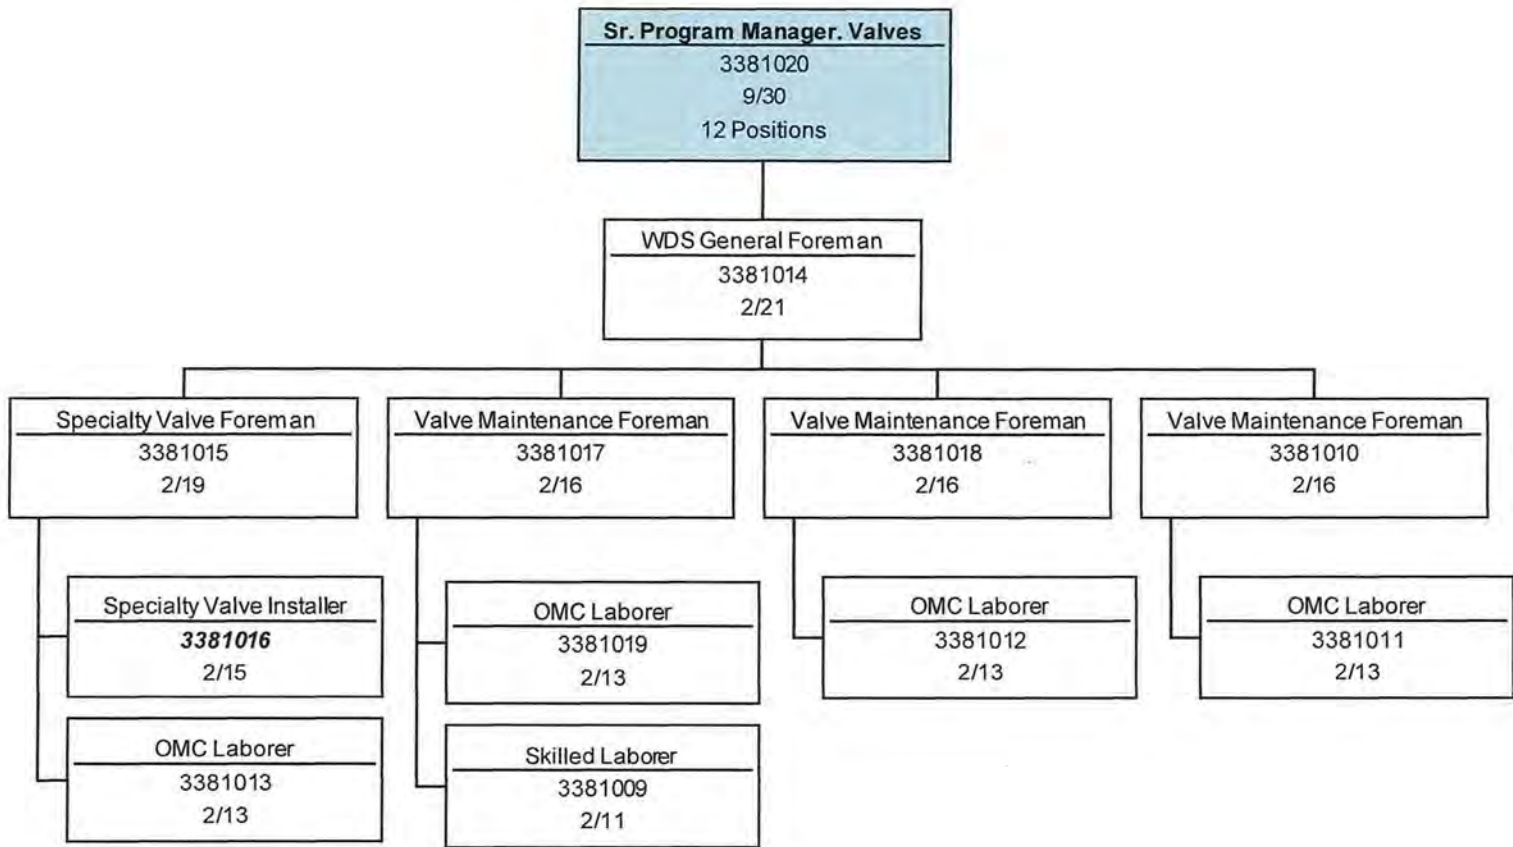 Sr. Program Manager. Valves
3381020
9/30
12 Positions
WDS General Foreman
3381014
2/21
Specialty Valve Foreman
3381015
2/19
Valve Maintenance Foreman
3381017
2/16
Valve Maintenance Foreman
3381018
2/16
Valve Maintenance Foreman
3381010
2/16
Specialty Valve Installer
3381016
2/15
OMC Laborer
3381019
2/13
OMC Laborer
3381012
2/13
OMC Laborer
3381011
2/13
OMC Laborer
3381013
2/13
Skilled Laborer
3381009
2/11